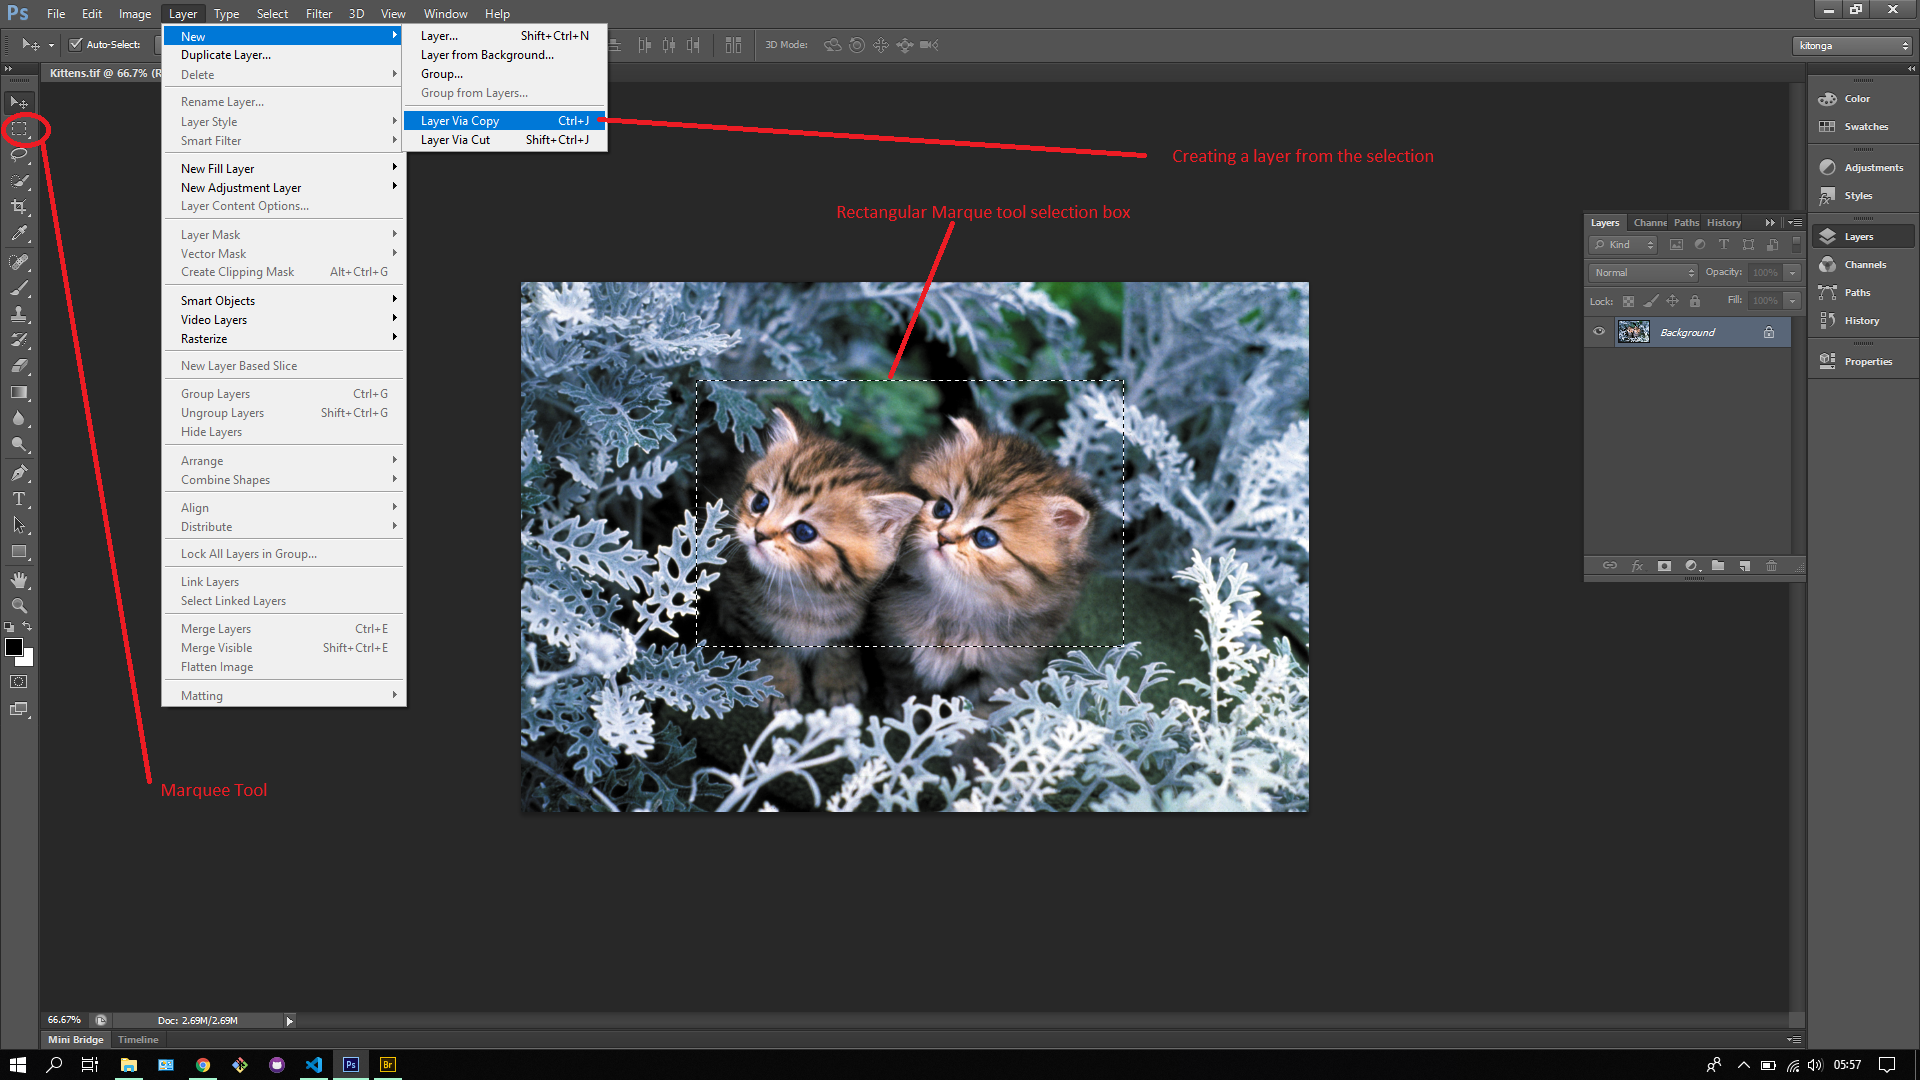 Ps File Edit Image Layer Type Select Filter 3D View Window Help
Auto-Select:
3D Mode:
kitonga
Kittens.tif @ 66.7% (R
New
Duplicate Layer...
Delete
Rename Layer...
Layer Style
Smart Filter
New Fill Layer
New Adjustment Layer
Layer Content Options...
Layer Mask
Vector Mask
Create Clipping Mask Alt+Ctrl+G
Smart Objects
Video Layers
Rasterize
New Layer Based Slice
Group Layers Ctrl+G
Ungroup Layers Shift+Ctrl+G
Hide Layers
Arrange
Combine Shapes
Align
Distribute
Lock All Layers in Group...
Link Layers
Select Linked Layers
Merge Layers Ctrl+E
Merge Visible Shift+Ctrl+E
Flatten Image
Matting
Layer... Shift+Ctrl+N
Layer from Background...
Group...
Group from Layers...
Layer Via Copy Ctrl+J
Layer Via Cut Shift+Ctrl+J
Creating a layer from the selection
Rectangular Marque tool selection box
Marquee Tool
Layers Channe Paths History
Kind
Normal Opacity: 100%
Lock: Fill: 100%
Background
Color
Swatches
Adjustments
Styles
Layers
Channels
Paths
History
Properties
66.67% Doc: 2.69M/2.69M
Mini Bridge Timeline
Ps Br 05:57